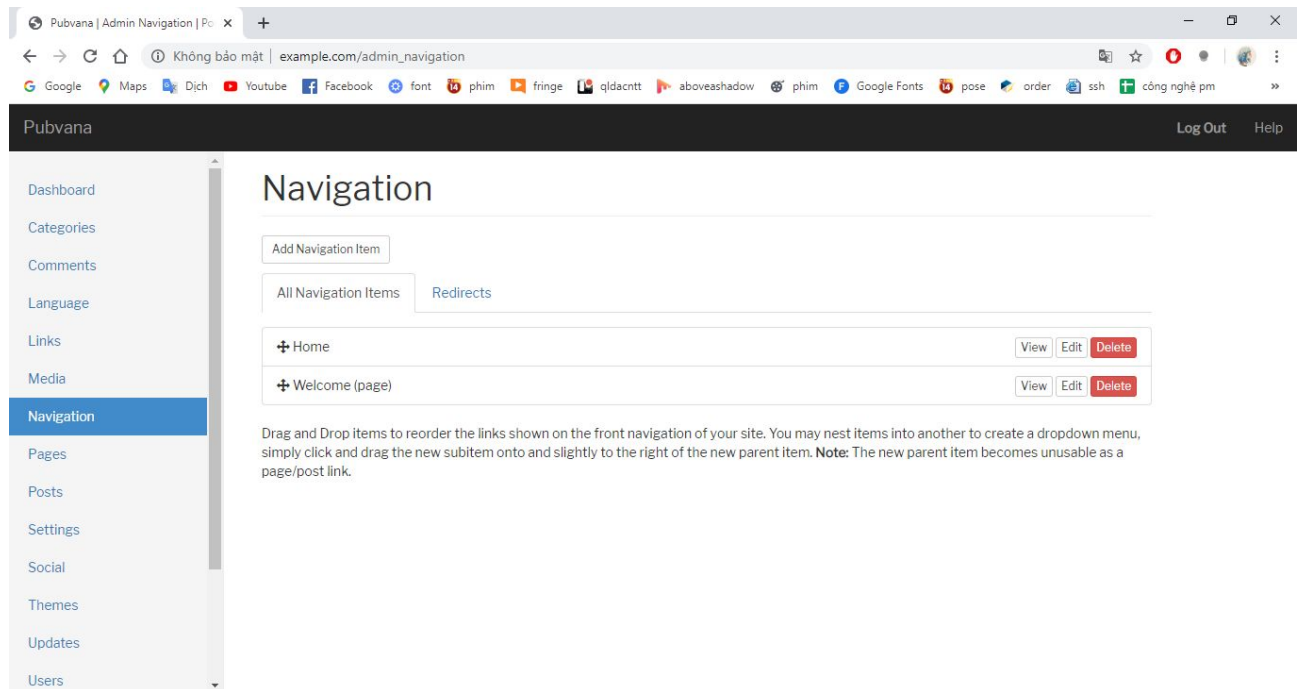 Pubvana | Admin Navigation | Po
Không bảo mật | example.com/admin_navigation
Google Maps Dich Youtube Facebook font phim fringe qldacntt aboveashadow phim Google Fonts pose order ssh công nghệ pm »
Pubvana Log Out Help
Dashboard
Categories
Comments
Language
Links
Media
Navigation
Pages
Posts
Settings
Social
Themes
Updates
Users
Navigation
Add Navigation Item
All Navigation Items Redirects
Home View Edit Delete
Welcome (page) View Edit Delete
Drag and Drop items to reorder the links shown on the front navigation of your site. You may nest items into another to create a dropdown menu,
simply click and drag the new subitem onto and slightly to the right of the new parent item. Note: The new parent item becomes unusable as a
page/post link.